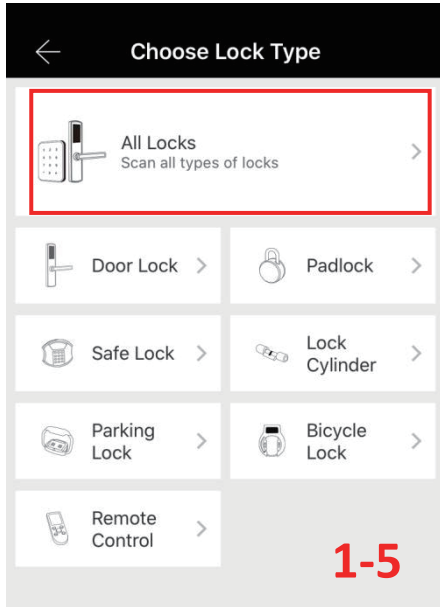 Choose Lock Type
All Locks
Scan all types of locks
Door Lock
Padlock
Safe Lock
Lock
Cylinder
Parking
Lock
Bicycle
Lock
Remote
Control
1-5